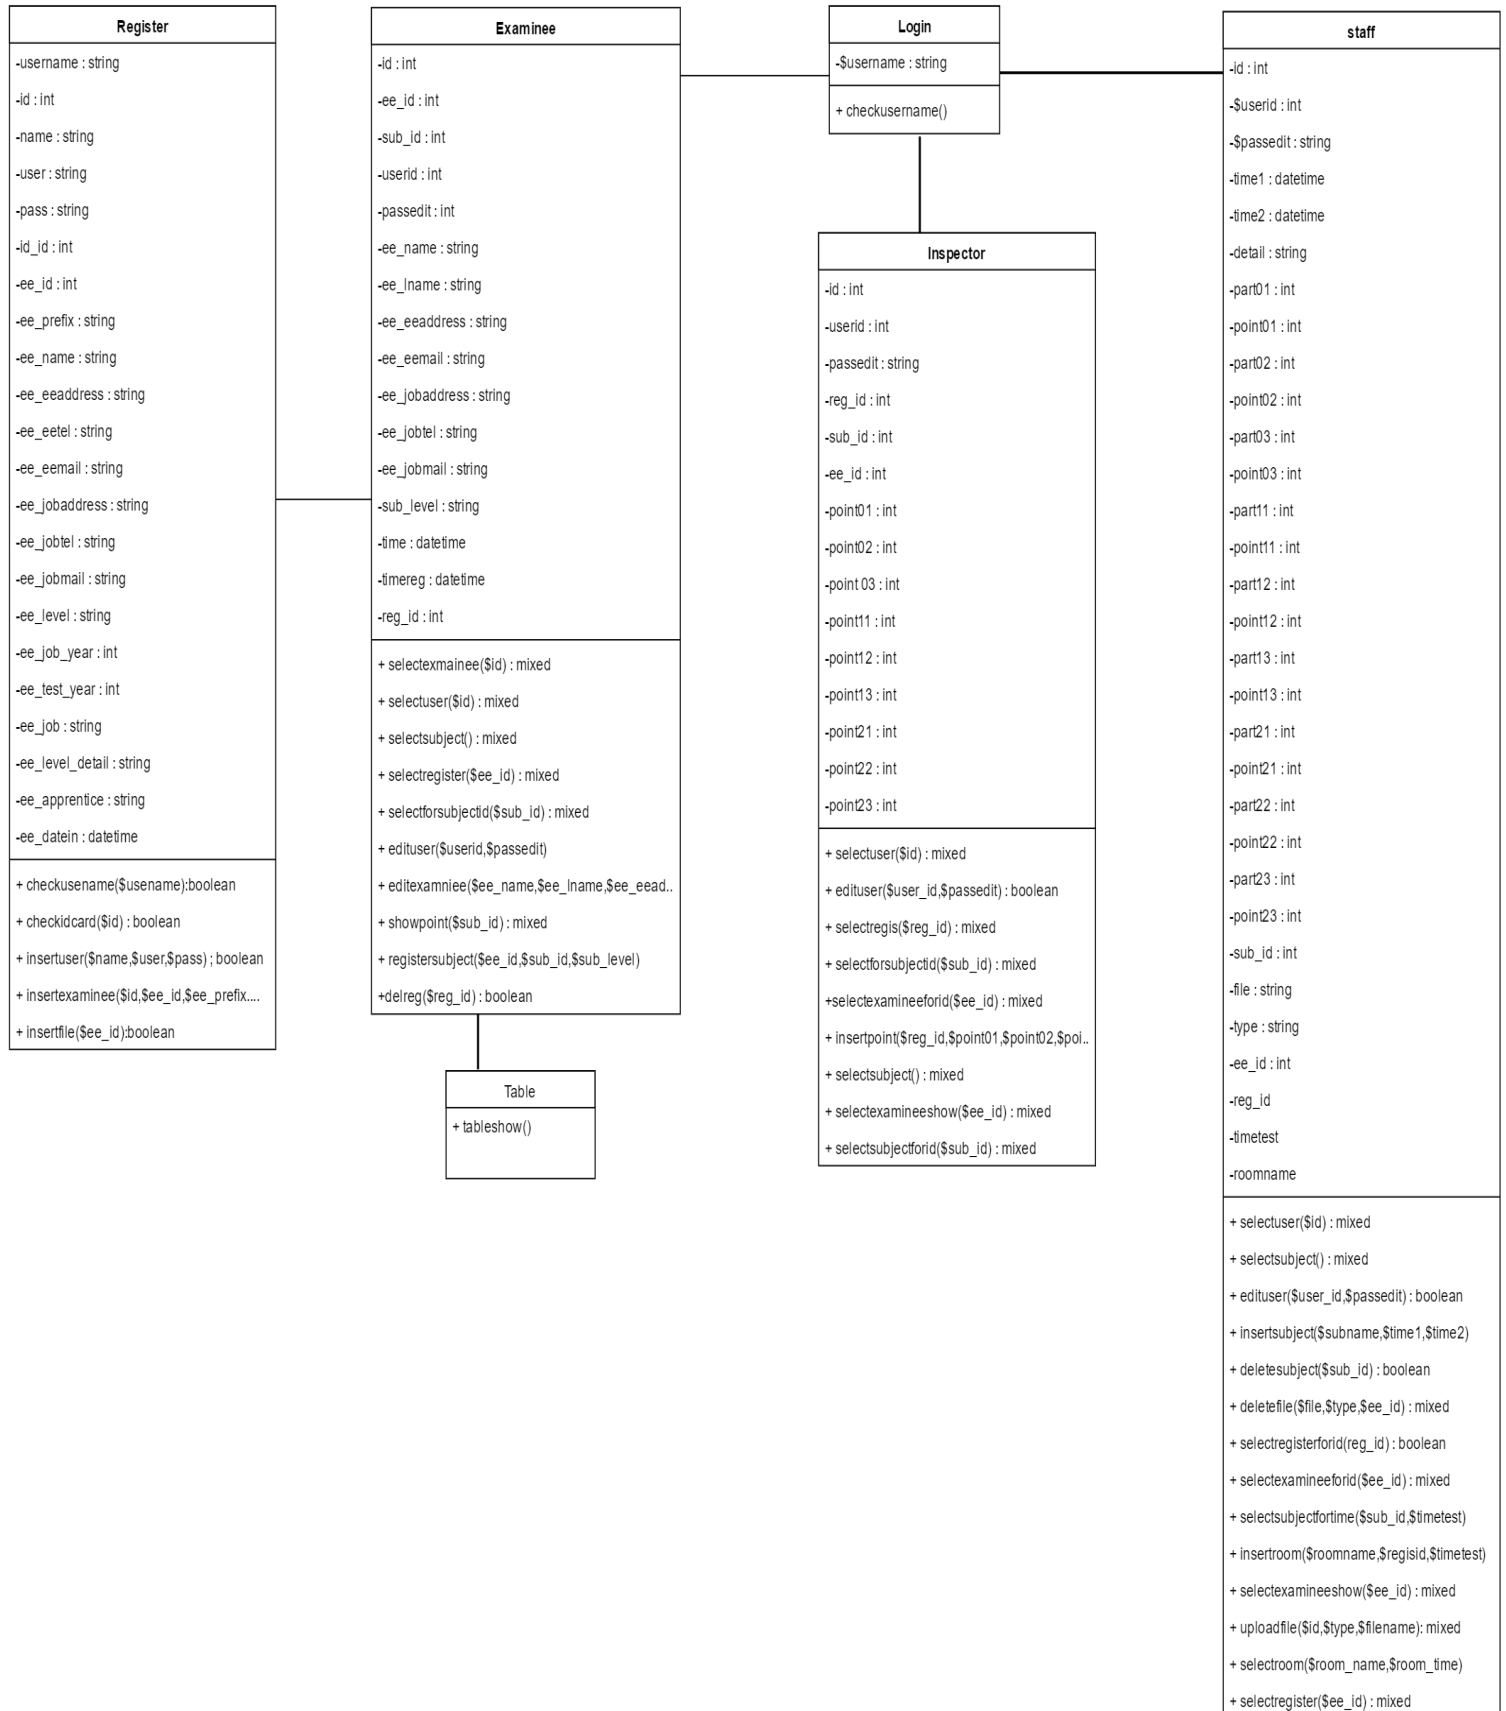 Register
-username : string
-id : int
-name : string
-user : string
-pass : string
-id_id : int
-ee_id : int
-ee_prefix : string
-ee_name : string
-ee_eeaddress : string
-ee_eetel : string
-ee_eemail : string
-ee_jobaddress : string
-ee_jobtel : string
-ee_jobmail : string
-ee_level : string
-ee_job_year : int
-ee_test_year : int
-ee_job : string
-ee_level_detail : string
-ee_apprentice : string
-ee_datein : datetime
+ checkusename($usename):boolean
+ checkidcard($id) : boolean
+ insertuser($name,$user,$pass) ; boolean
+ insertexaminee($id,$ee_id,$ee_prefix....
+ insertfile($ee_id):boolean
Examinee
-id : int
-ee_id : int
-sub_id : int
-userid : int
-passedit : int
-ee_name : string
-ee_lname : string
-ee_eeaddress : string
-ee_eemail : string
-ee_jobaddress : string
-ee_jobtel : string
-ee_jobmail : string
-sub_level : string
-time : datetime
-timereg : datetime
-reg_id : int
+ selectexmainee($id) : mixed
+ selectuser($id) : mixed
+ selectsubject() : mixed
+ selectregister($ee_id) : mixed
+ selectforsubjectid($sub_id) : mixed
+ edituser($userid,$passedit)
+ editexamniee($ee_name,$ee_lname,$ee_eead..
+ showpoint($sub_id) : mixed
+ registersubject($ee_id,$sub_id,$sub_level)
+delreg($reg_id) : boolean
Table
+ tableshow()
Login
-$username : string
+ checkusername()
Inspector
-id : int
-userid : int
-passedit : string
-reg_id : int
-sub_id : int
-ee_id : int
-point01 : int
-point02 : int
-point 03 : int
-point11 : int
-point12 : int
-point13 : int
-point21 : int
-point22 : int
-point23 : int
+ selectuser($id) : mixed
+ edituser($user_id,$passedit) : boolean
+ selectregis($reg_id) : mixed
+ selectforsubjectid($sub_id) : mixed
+selectexamineeforid($ee_id) : mixed
+ insertpoint($reg_id,$point01,$point02,$poi..
+ selectsubject() : mixed
+ selectexamineeshow($ee_id) : mixed
+ selectsubjectforid($sub_id) : mixed
staff
-id : int
-$userid : int
-$passedit : string
-time1 : datetime
-time2 : datetime
-detail : string
-part01 : int
-point01 : int
-part02 : int
-point02 : int
-part03 : int
-point03 : int
-part11 : int
-point11 : int
-part12 : int
-point12 : int
-part13 : int
-point13 : int
-part21 : int
-point21 : int
-part22 : int
-point22 : int
-part23 : int
-point23 : int
-sub_id : int
-file : string
-type : string
-ee_id : int
-reg_id
-timetest
-roomname
+ selectuser($id) : mixed
+ selectsubject() : mixed
+ edituser($user_id,$passedit) : boolean
+ insertsubject($subname,$time1,$time2)
+ deletesubject($sub_id) : boolean
+ deletefile($file,$type,$ee_id) : mixed
+ selectregisterforid(reg_id) : boolean
+ selectexamineeforid($ee_id) : mixed
+ selectsubjectfortime($sub_id,$timetest)
+ insertroom($roomname,$regisid,$timetest)
+ selectexamineeshow($ee_id) : mixed
+ uploadfile($id,$type,$filename): mixed
+ selectroom($room_name,$room_time)
+ selectregister($ee_id) : mixed